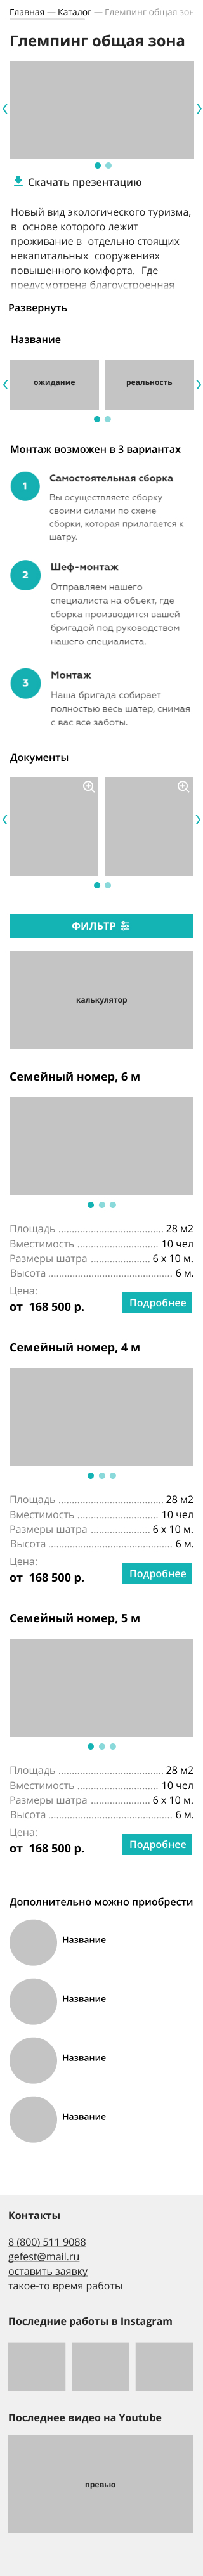 Главная — Каталог — Глемпинг общая зон
Глемпинг общая зона
Скачать презентацию
Новый вид экологического туризма,
в основе которого лежит
проживание в отдельно стоящих
некапитальных сооружениях
повышенного комфорта. Где
предусмотрена благоустроенная
Развернуть
Название
ожидание реальность
Монтаж возможен в 3 вариантах
1 Самостоятельная сборка
Вы осуществляете сборку
своими силами по схеме
сборки, которая прилагается к
шатру.
2 Шеф-монтаж
Отправляем нашего
специалиста на объект, где
сборка производится вашей
бригадой под руководством
нашего специалиста.
3 Монтаж
Наша бригада собирает
полностью весь шатер, снимая
с вас все заботы.
Документы
ФИЛЬТР
калькулятор
Семейный номер, 6 м
Площадь 28 м2
Вместимость 10 чел
Размеры шатра 6 х 10 м.
Высота 6 м.
Цена:
от 168 500 р. Подробнее
Семейный номер, 4 м
Площадь 28 м2
Вместимость 10 чел
Размеры шатра 6 х 10 м.
Высота 6 м.
Цена:
от 168 500 р. Подробнее
Семейный номер, 5 м
Площадь 28 м2
Вместимость 10 чел
Размеры шатра 6 х 10 м.
Высота 6 м.
Цена:
от 168 500 р. Подробнее
Дополнительно можно приобрести
Название
Название
Название
Название
Контакты
8 (800) 511 9088
gefest@mail.ru
оставить заявку
такое-то время работы
Последние работы в Instagram
Последнее видео на Youtube
превью